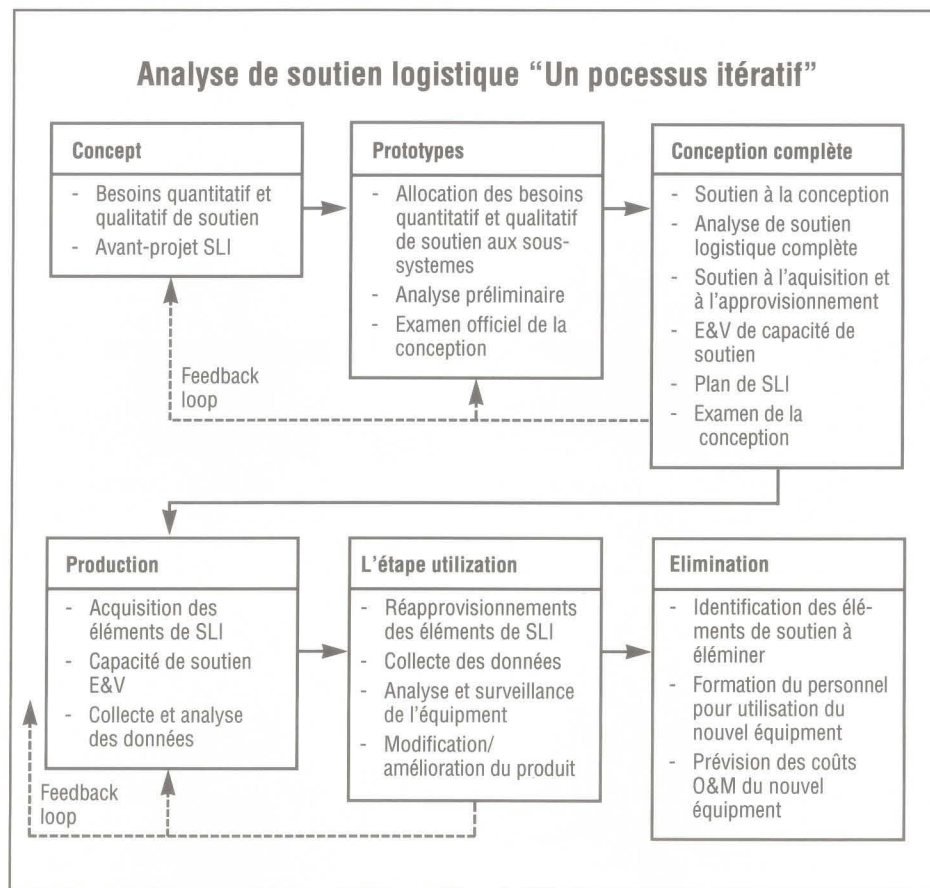 Analyse de soutien logistique “Un pocessus itératif”
Concept
- Besoins quantitatif et
qualitatif de soutien
- Avant-projet SLI
Prototypes
- Allocation des besoins
quantitatif et qualitatif
de soutien aux sous-
systemes
- Analyse préliminaire
- Examen officiel de la
conception
Conception complète
- Soutien à la conception
- Analyse de soutien
logistique complète
- Soutien à l'aquisition et
à l'approvisionnement
- E&V de capacité de
soutien
- Plan de SLI
- Examen de la
conception
Feedback
loop
Production
- Acquisition des
éléments de SLI
- Capacité de soutien
E&V
- Collecte et analyse
des données
L'étape utilization
- Réapprovisionnements
des éléments de SLI
- Collecte des données
- Analyse et surveillance
de l'équipment
- Modification/
amélioration du produit
Elimination
- Identification des élé-
ments de soutien à
éléminer
- Formation du personnel
pour utilisation du
nouvel équipment
- Prévision des coûts
O&M du nouvel
équipment
Feedback
loop